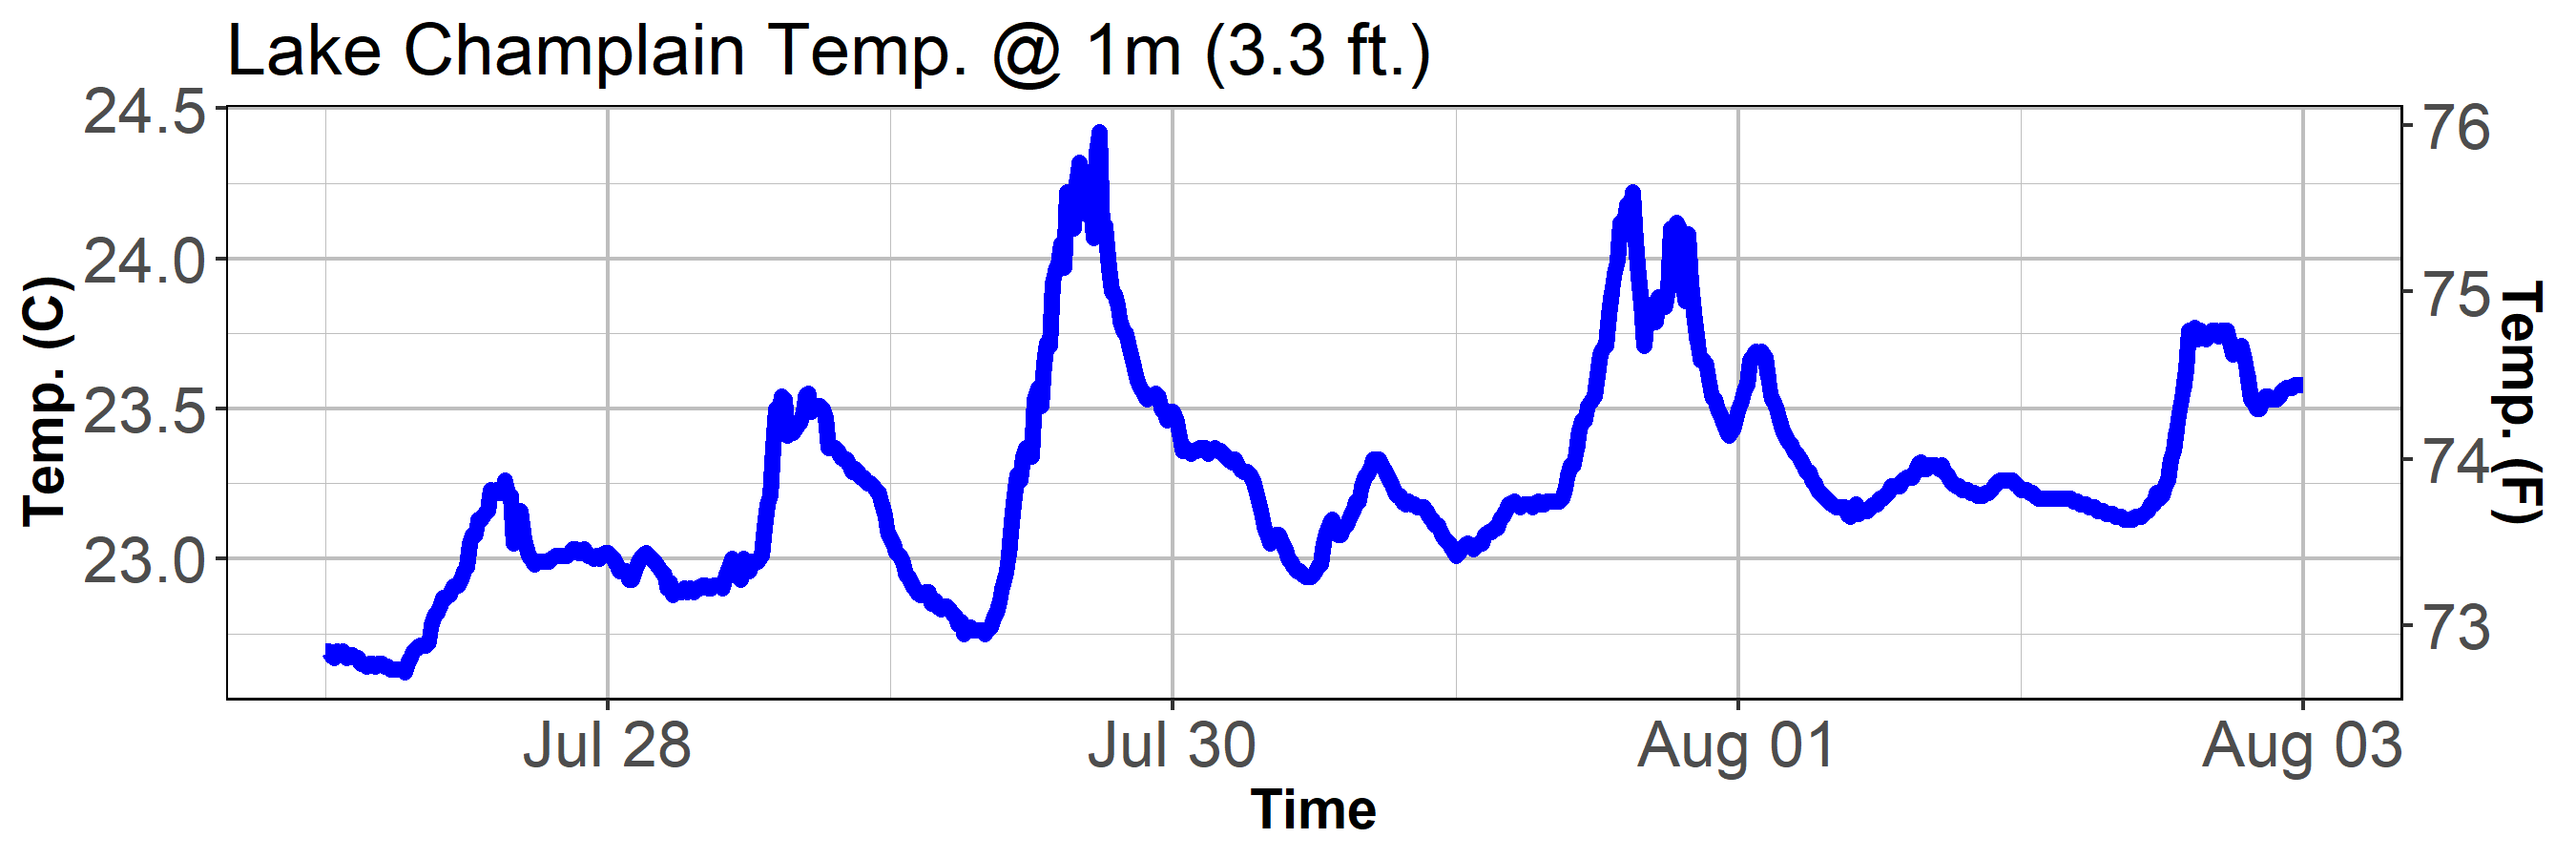 Lake Champlain Temp. @ 1m (3.3 ft.)
24.5
24.0
23.5
23.0
Temp. (C)
76
75
74
73
Temp. (F)
Jul 28
Jul 30
Aug 01
Aug 03
Time